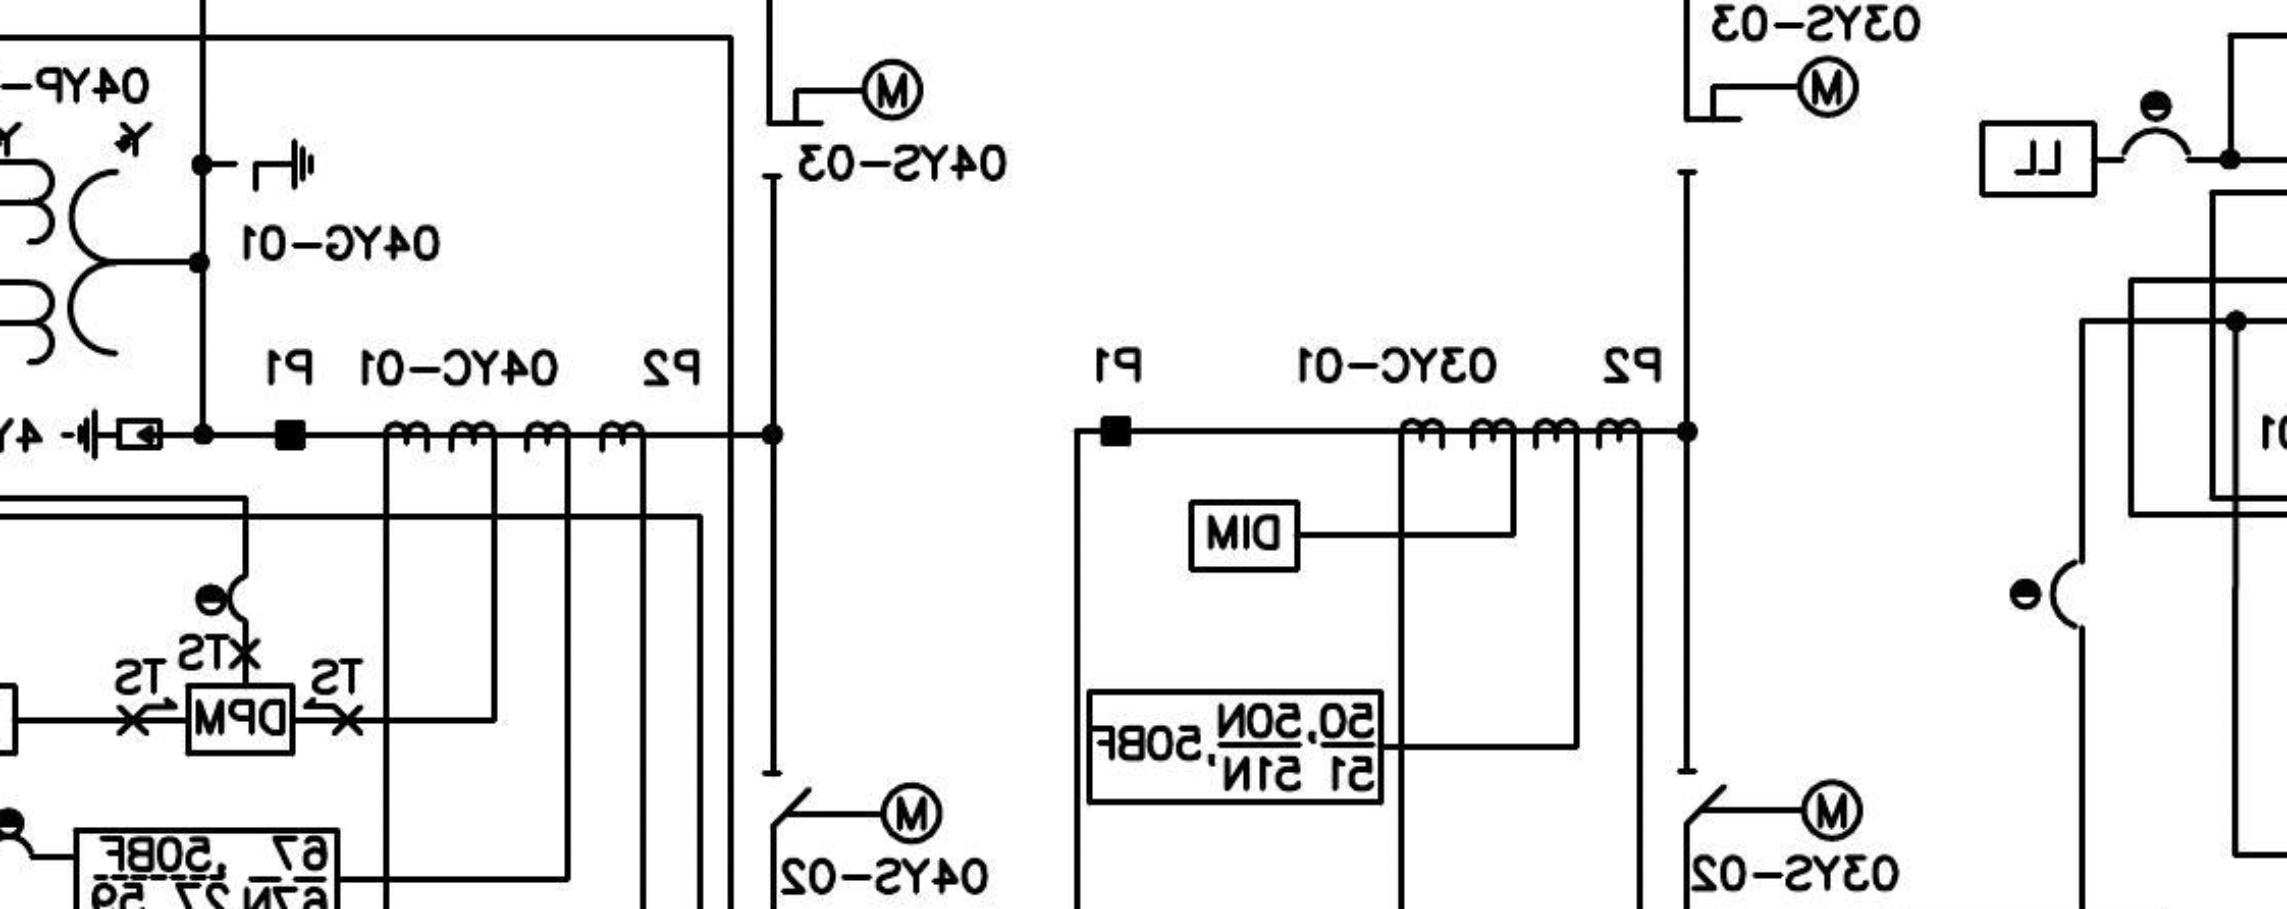 03YS-03
M
04YP-
M
Y
Y
04YS-03
LL
04YG-01
P1
04YC-01
P2
P1
03YC-01
P2
01
4Y
DIM
TS
TS
TS
DPM
50,50N,50BF
51 51N'
M
M
67 ,50BF
67N 27 59
04YS-02
03YS-02